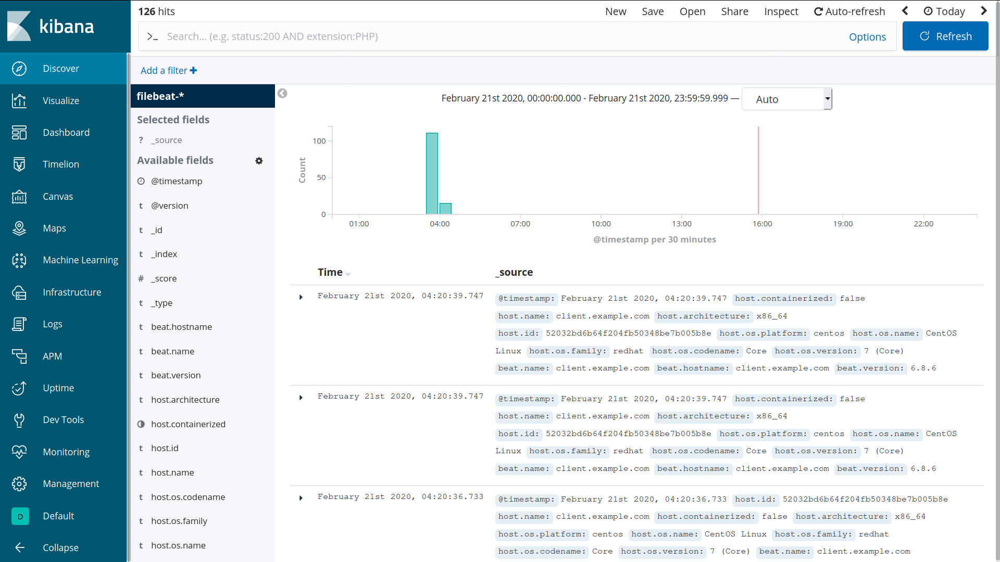 kibana
Discover
Visualize
Dashboard
Timelion
Canvas
Maps
Machine Learning
Infrastructure
Logs
APM
Uptime
Dev Tools
Monitoring
Management
D Default
Collapse
126 hits
New Save Open Share Inspect Auto-refresh Today
>_ Search... (e.g. status:200 AND extension:PHP) Options Refresh
Add a filter
filebeat-*
Selected fields
? _source
Available fields
@timestamp
t @version
t _id
t _index
# _score
t _type
t beat.hostname
t beat.name
t beat.version
t host.architecture
host.containerized
t host.id
t host.name
t host.os.codename
t host.os.family
t host.os.name
February 21st 2020, 00:00:00.000 - February 21st 2020, 23:59:59.999 — Auto
Count
100
50
0
01:00 04:00 07:00 10:00 13:00 16:00 19:00 22:00
@timestamp per 30 minutes
Time _source
February 21st 2020, 04:20:39.747 @timestamp: February 21st 2020, 04:20:39.747 host.containerized: false
host.name: client.example.com host.architecture: x86_64
host.id: 52032bd6b64f204fb50348be7b005b8e host.os.platform: centos host.os.name: CentOS
Linux host.os.family: redhat host.os.codename: Core host.os.version: 7 (Core)
beat.name: client.example.com beat.hostname: client.example.com beat.version: 6.8.6
February 21st 2020, 04:20:39.747 @timestamp: February 21st 2020, 04:20:39.747 host.containerized: false
host.name: client.example.com host.architecture: x86_64
host.id: 52032bd6b64f204fb50348be7b005b8e host.os.platform: centos host.os.name: CentOS
Linux host.os.family: redhat host.os.codename: Core host.os.version: 7 (Core)
beat.name: client.example.com beat.hostname: client.example.com beat.version: 6.8.6
February 21st 2020, 04:20:36.733 @timestamp: February 21st 2020, 04:20:36.733 host.id: 52032bd6b64f204fb50348be7b005b8e
host.name: client.example.com host.containerized: false host.architecture: x86_64
host.os.platform: centos host.os.name: CentOS Linux host.os.family: redhat
host.os.codename: Core host.os.version: 7 (Core) beat.name: client.example.com